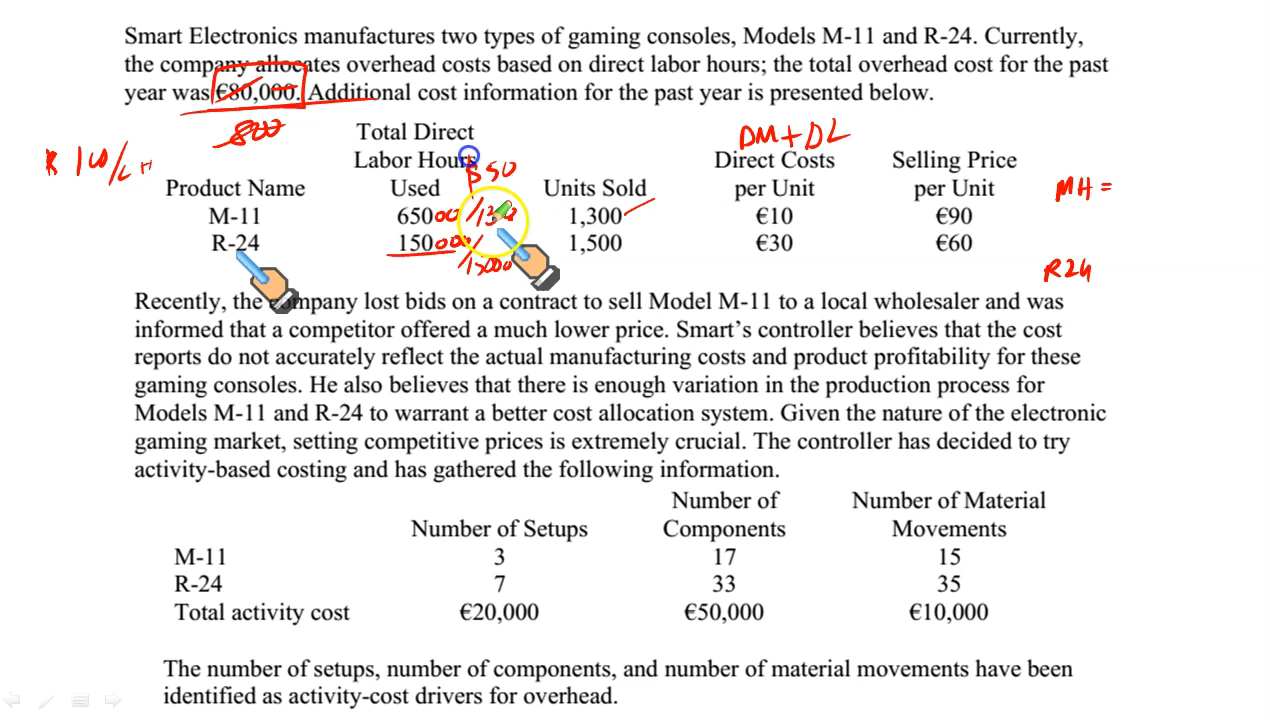 Smart Electronics manufactures two types of gaming consoles, Models M-11 and R-24. Currently,
the company allocates overhead costs based on direct labor hours; the total overhead cost for the past
year was €80,000. Additional cost information for the past year is presented below.
800
Total Direct
DM + DL
Labor Hours
Direct Costs
Selling Price
100/LH
$50
Product Name
Used
Units Sold
per Unit
per Unit
MH =
M-11
65000
1,300
€10
€90
R-24
150000
/15000
1,500
€30
€60
R24
Recently, the company lost bids on a contract to sell Model M-11 to a local wholesaler and was
informed that a competitor offered a much lower price. Smart’s controller believes that the cost
reports do not accurately reflect the actual manufacturing costs and product profitability for these
gaming consoles. He also believes that there is enough variation in the production process for
Models M-11 and R-24 to warrant a better cost allocation system. Given the nature of the electronic
gaming market, setting competitive prices is extremely crucial. The controller has decided to try
activity-based costing and has gathered the following information.
Number of
Number of Material
Number of Setups
Components
Movements
M-11
3
17
15
R-24
7
33
35
Total activity cost
€20,000
€50,000
€10,000
The number of setups, number of components, and number of material movements have been
identified as activity-cost drivers for overhead.